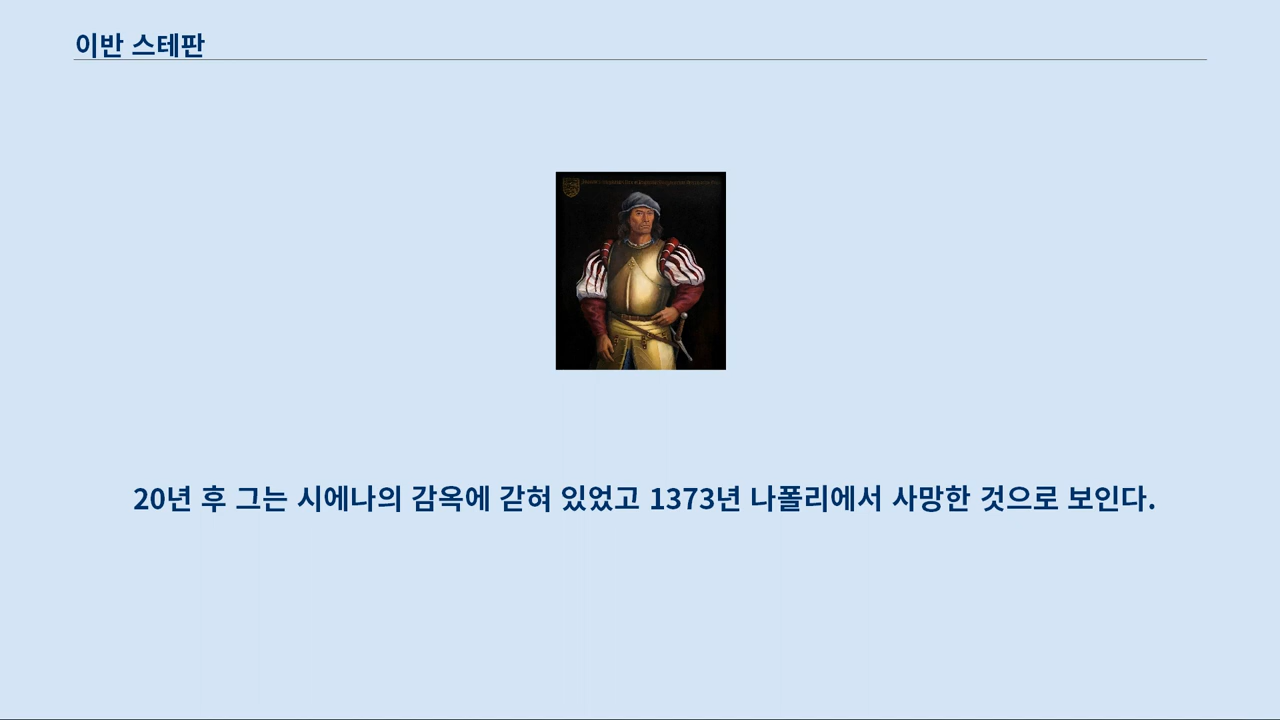 이반 스테판
20년 후 그는 시에나의 감옥에 갇혀 있었고 1373년 나폴리에서 사망한 것으로 보인다.